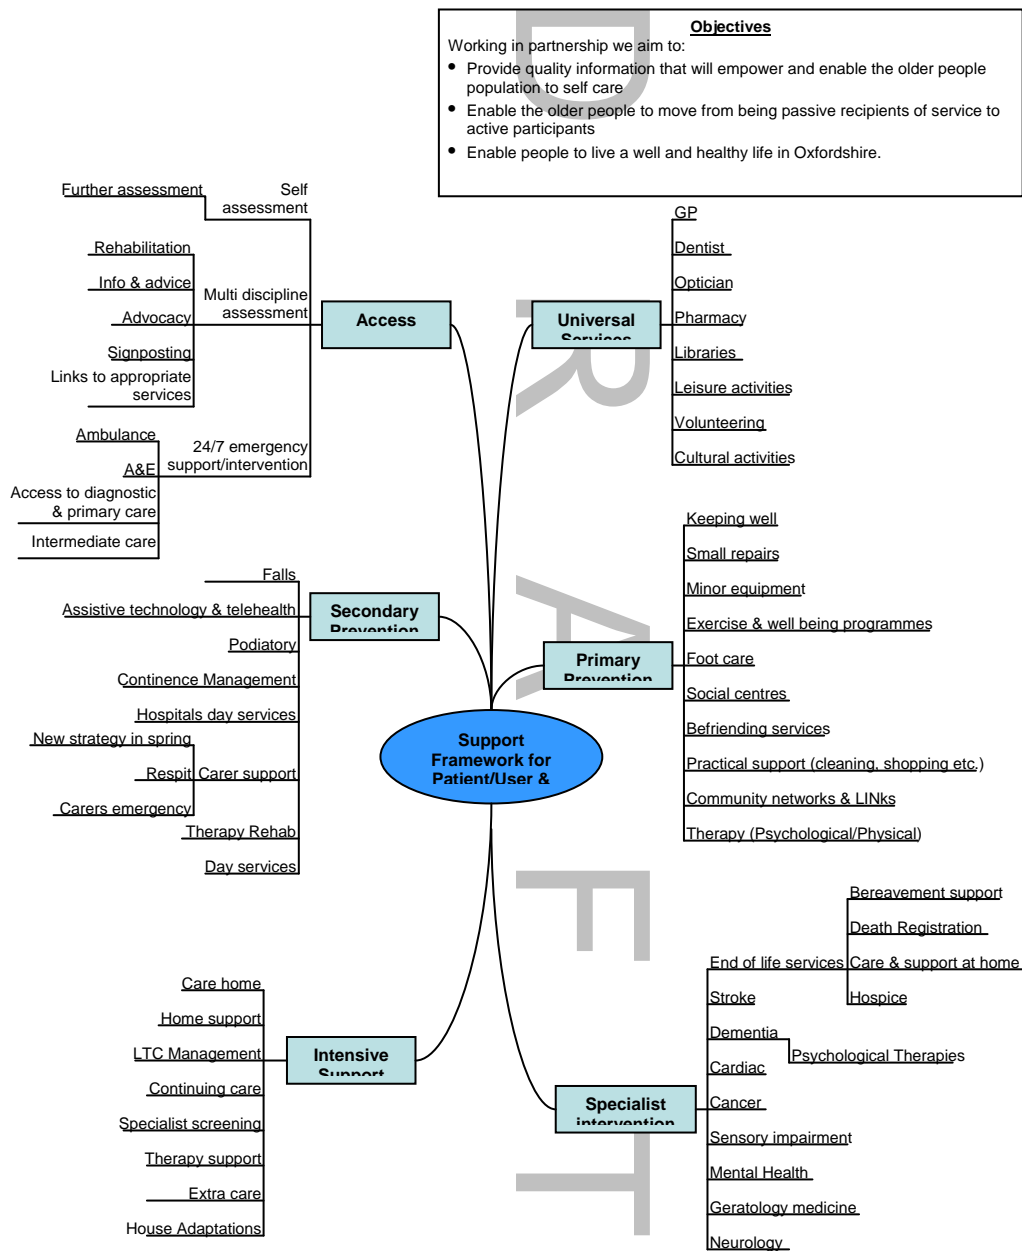 Objectives
Working in partnership we aim to:
• Provide quality information that will empower and enable the older people
population to self care
• Enable the older people to move from being passive recipients of service to
active participants
• Enable people to live a well and healthy life in Oxfordshire.
DRAFT
Further assessment
Self
assessment
Rehabilitation
Info & advice
Multi discipline
assessment
Advocacy
Signposting
Links to appropriate
services
Ambulance
24/7 emergency
support/intervention
A&E
Access to diagnostic
& primary care
Intermediate care
Access
Universal
Services
GP
Dentist
Optician
Pharmacy
Libraries
Leisure activities
Volunteering
Cultural activities
Falls
Assistive technology & telehealth
Podiatory
Continence Management
Hospitals day services
New strategy in spring
Respit
Carer support
Carers emergency
Therapy Rehab
Day services
Secondary
Prevention
Primary
Prevention
Keeping well
Small repairs
Minor equipment
Exercise & well being programmes
Foot care
Social centres
Befriending services
Practical support (cleaning, shopping etc.)
Community networks & LINks
Therapy (Psychological/Physical)
Support
Framework for
Patient/User &
Care home
Home support
LTC Management
Continuing care
Specialist screening
Therapy support
Extra care
House Adaptations
Intensive
Support
Specialist
intervention
End of life services
Bereavement support
Death Registration
Care & support at home
Hospice
Stroke
Dementia
Psychological Therapies
Cardiac
Cancer
Sensory impairment
Mental Health
Geratology medicine
Neurology